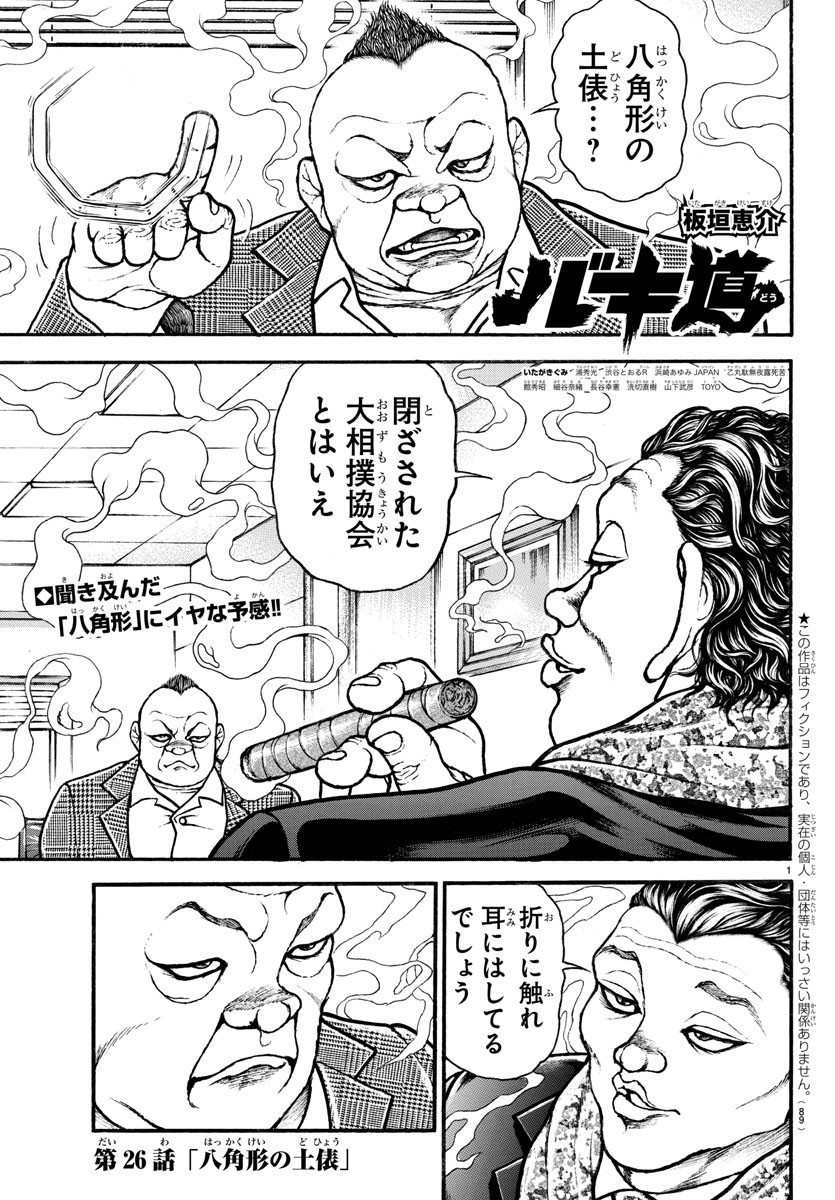 八角形の
土俵…?
板垣恵介
バキ道
いたがきぐみ 浦秀光 渋谷とおるR 浜崎あゆみJAPAN 乙丸駄無夜露死苦
館秀昭 細谷奈緒 長谷幸憲 洗切直樹 山下武彦 TOYO
閉ざされた
大相撲協会
とはいえ
◆聞き及んだ
「八角形」にイヤな予感!!
★この作品はフィクションであり、実在の個人・団体等にはいっさい関係ありません。
1
(89)
折りに触れ
耳にはしてる
でしょう
第26話「八角形の土俵」